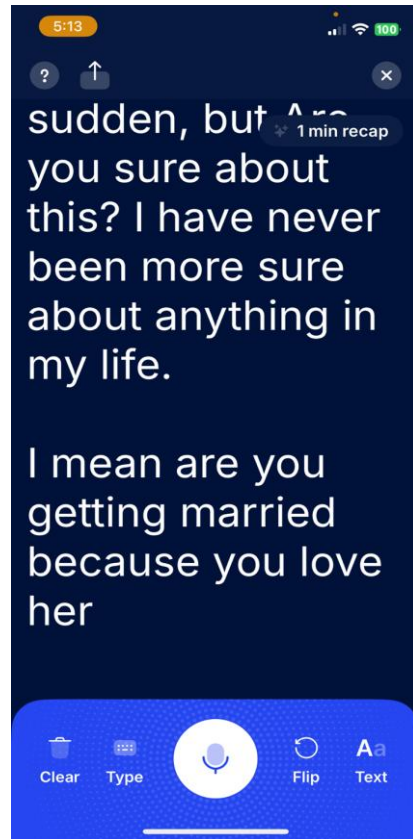 5:13
100
?
sudden, but Are
1 min recap
you sure about
this? I have never
been more sure
about anything in
my life.
I mean are you
getting married
because you love
her
Clear Type Flip Aa Text